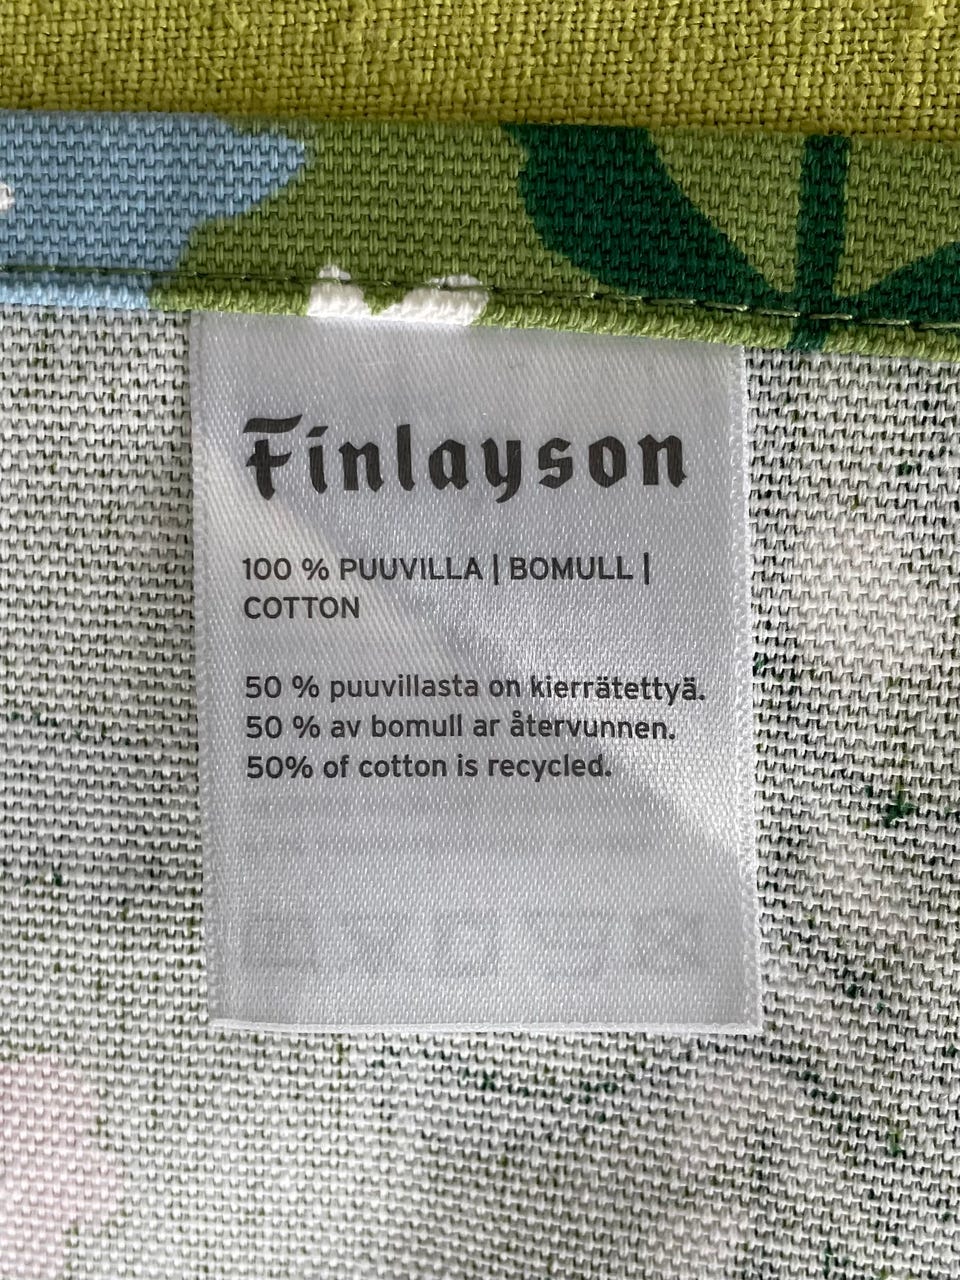 Finlayson
100 % PUUVILLA | BOMULL |
COTTON
50 % puuvillasta on kierrätettyä.
50 % av bomull ar återvunnen.
50% of cotton is recycled.